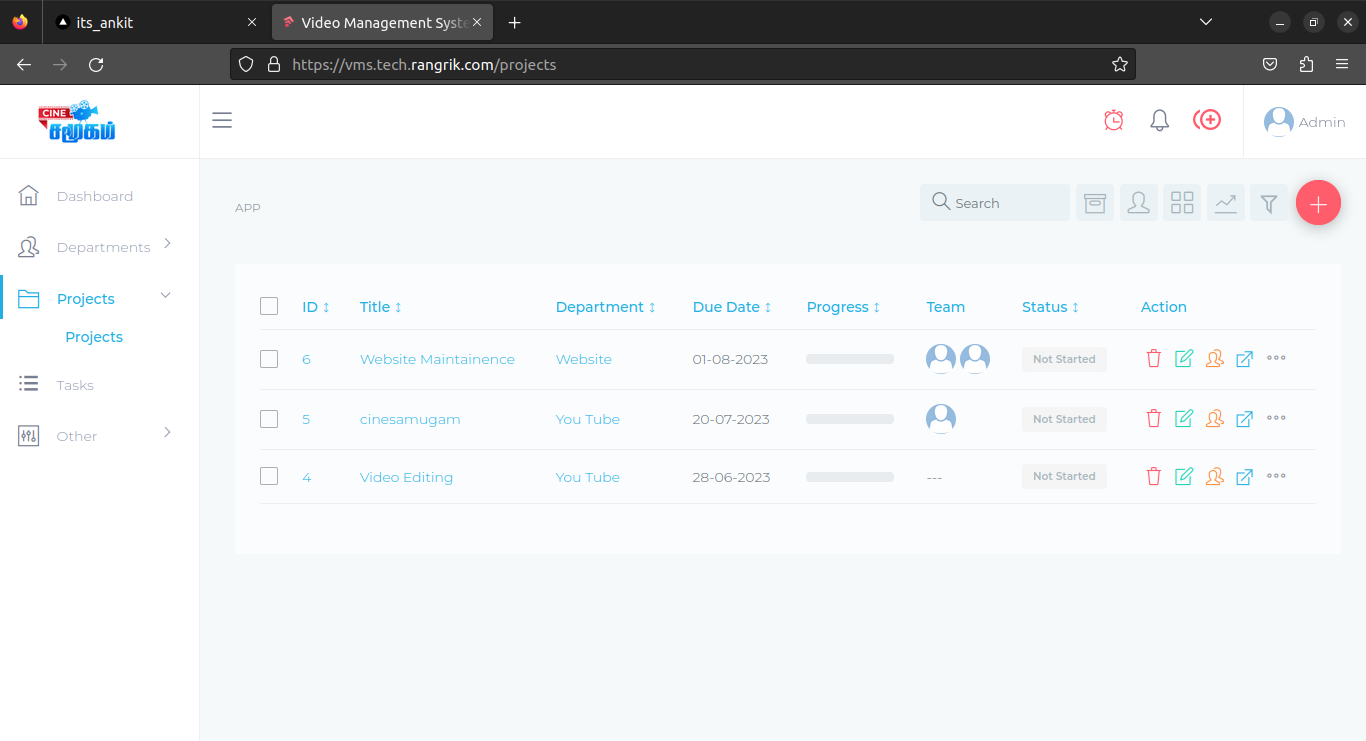 its_ankit
Video Management Syste
https://vms.tech.rangrik.com/projects
CINE
சமூகம்
Admin
Dashboard
Departments
Projects
Projects
Tasks
Other
APP
Search
ID Title Department Due Date Progress Team Status Action
6 Website Maintainence Website 01-08-2023 Not Started
5 cinesamugam You Tube 20-07-2023 Not Started
4 Video Editing You Tube 28-06-2023 --- Not Started